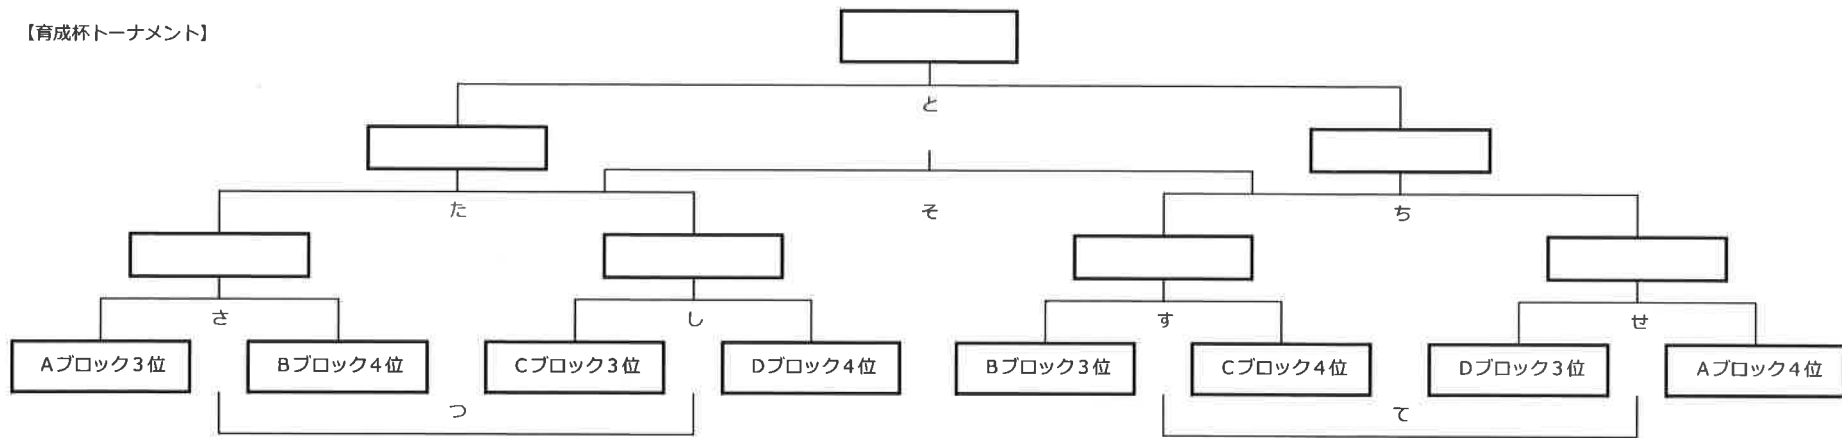 【育成杯トーナメント】
と
た
そ
ち
さ
し
す
せ
Aブロック3位
Bブロック4位
Cブロック3位
Dブロック4位
Bブロック3位
Cブロック4位
Dブロック3位
Aブロック4位
つ
て